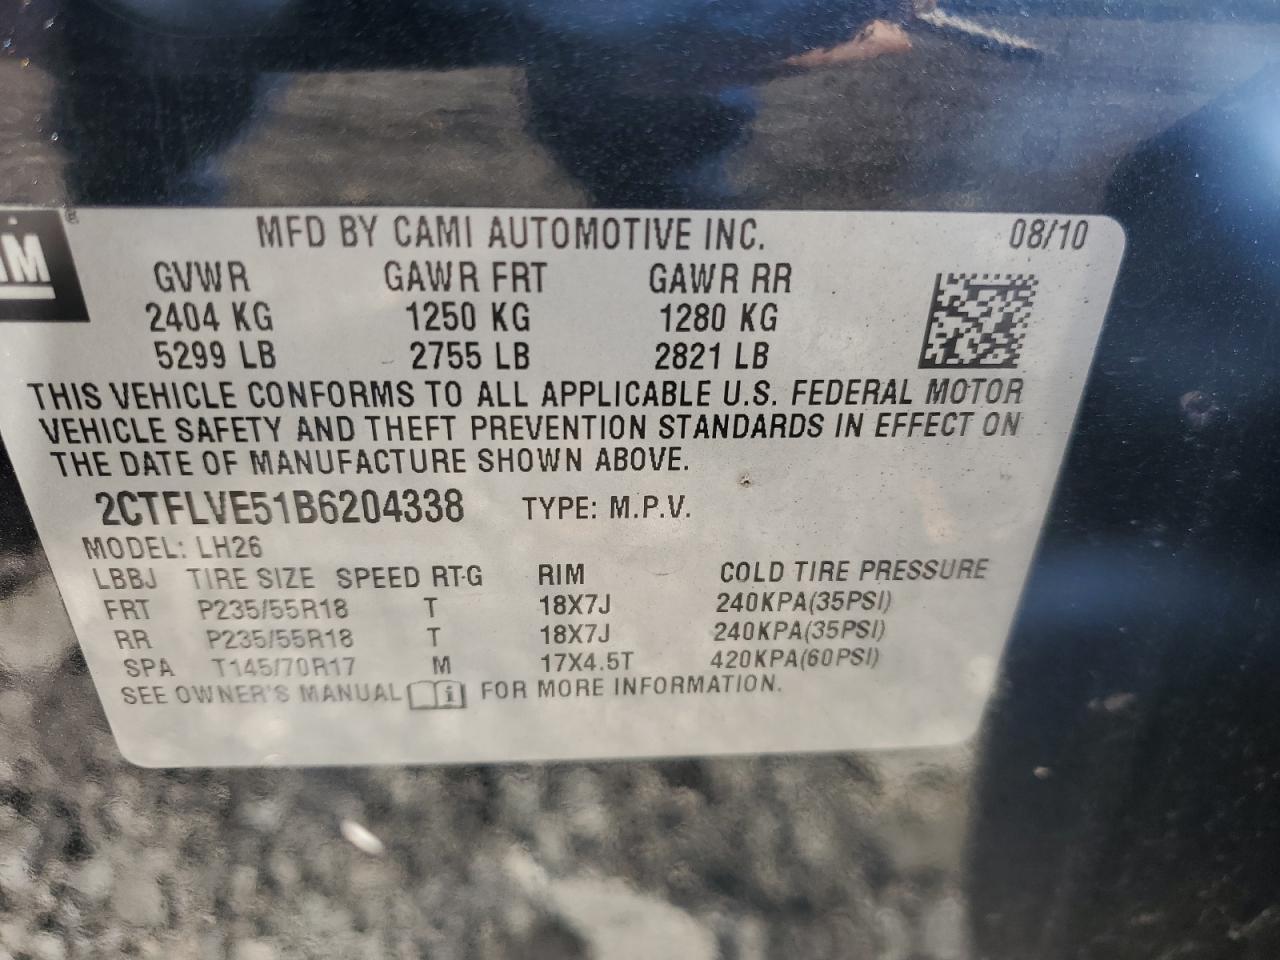 MFD BY CAMI AUTOMOTIVE INC. 08/10
GVWR GAWR FRT GAWR RR
2404 KG 1250 KG 1280 KG
5299 LB 2755 LB 2821 LB
THIS VEHICLE CONFORMS TO ALL APPLICABLE U.S. FEDERAL MOTOR
VEHICLE SAFETY AND THEFT PREVENTION STANDARDS IN EFFECT ON
THE DATE OF MANUFACTURE SHOWN ABOVE.
2CTFLVE51B6204338 TYPE: M.P.V.
MODEL: LH26
LBBJ TIRE SIZE SPEED RTG RIM COLD TIRE PRESSURE
FRT P235/55R18 T 18X7J 240KPA(35PSI)
RR P235/55R18 T 18X7J 240KPA(35PSI)
SPA T145/70R17 M 17X4.5T 420KPA(60PSI)
SEE OWNER'S MANUAL FOR MORE INFORMATION.